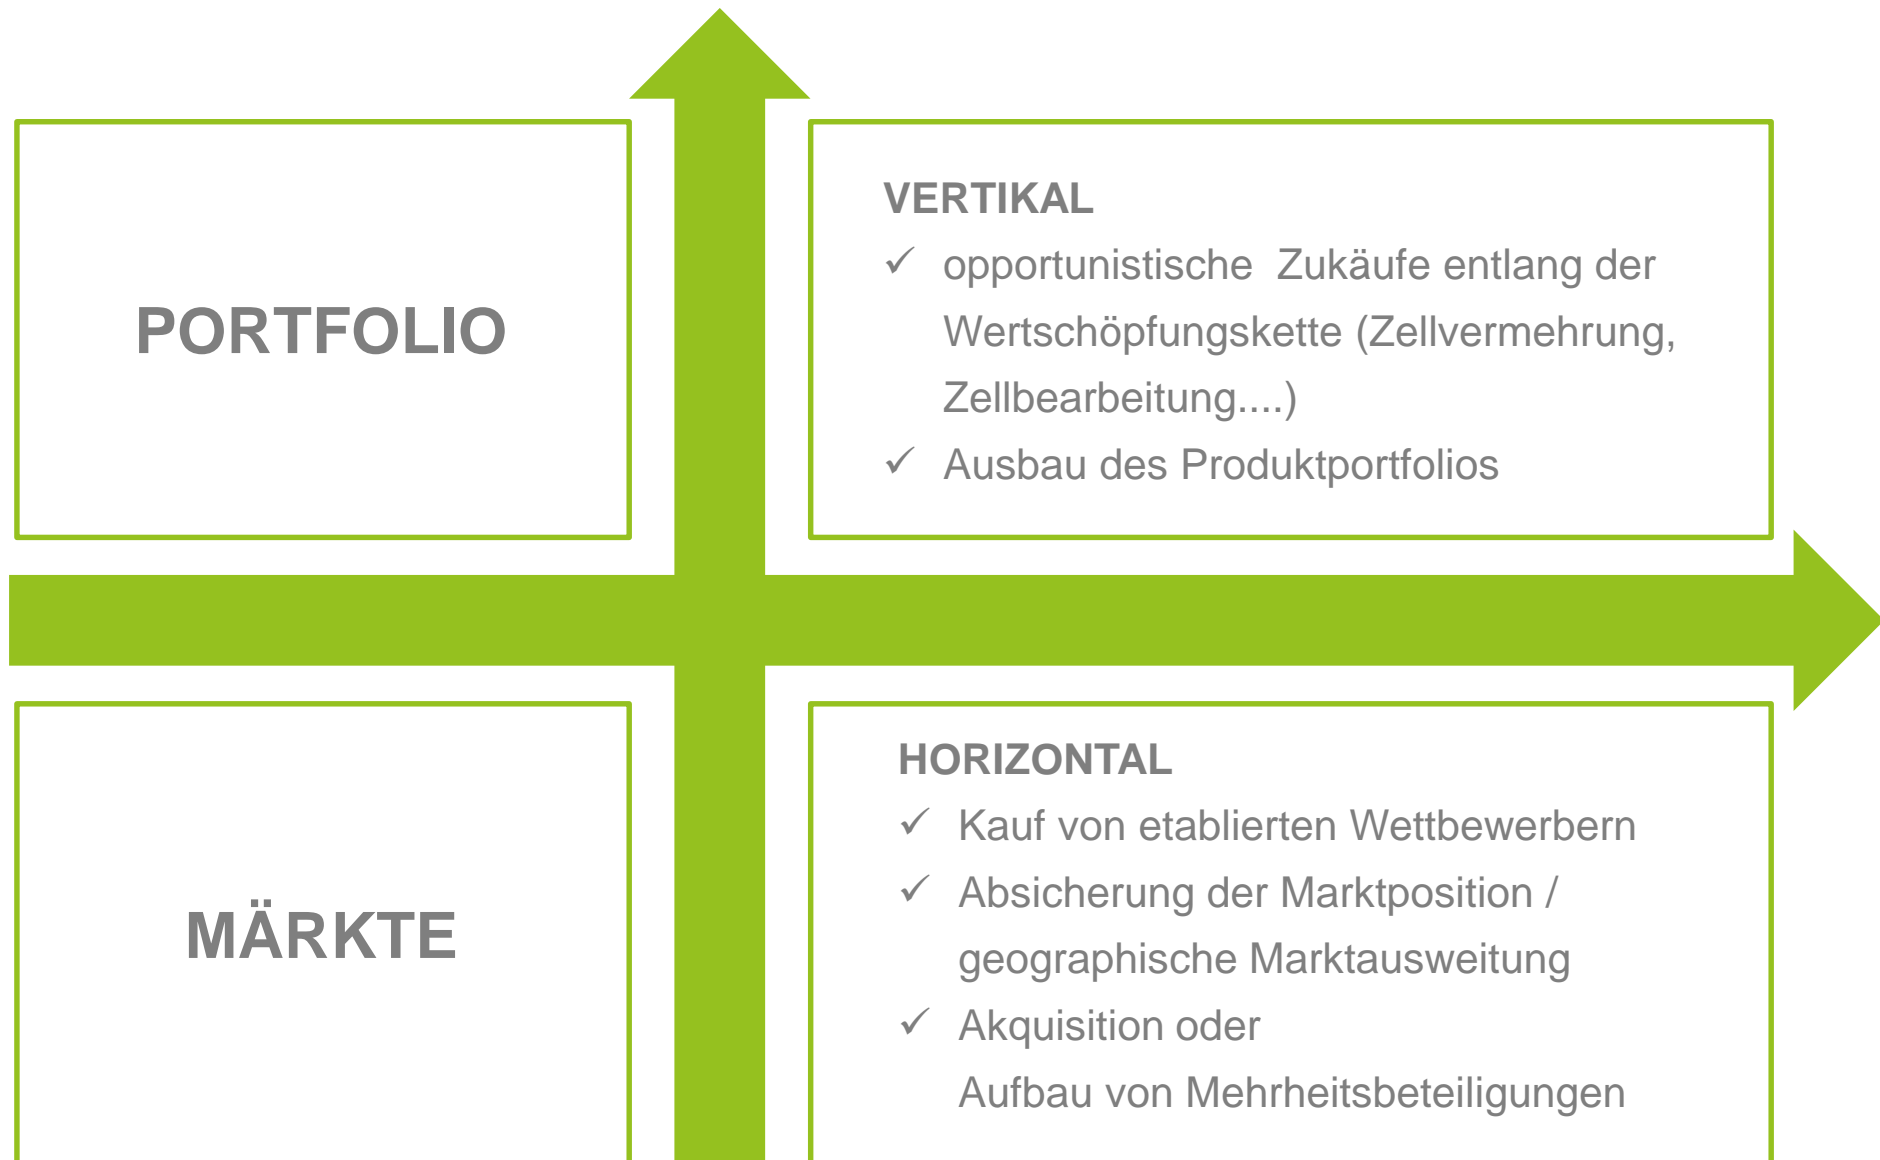 PORTFOLIO
VERTIKAL
✓ opportunistische  Zukäufe entlang der
Wertschöpfungskette (Zellvermehrung,
Zellbearbeitung....)
✓ Ausbau des Produktportfolios
MÄRKTE
HORIZONTAL
✓ Kauf von etablierten Wettbewerbern
✓ Absicherung der Marktposition /
geographische Marktausweitung
✓ Akquisition oder
Aufbau von Mehrheitsbeteiligungen